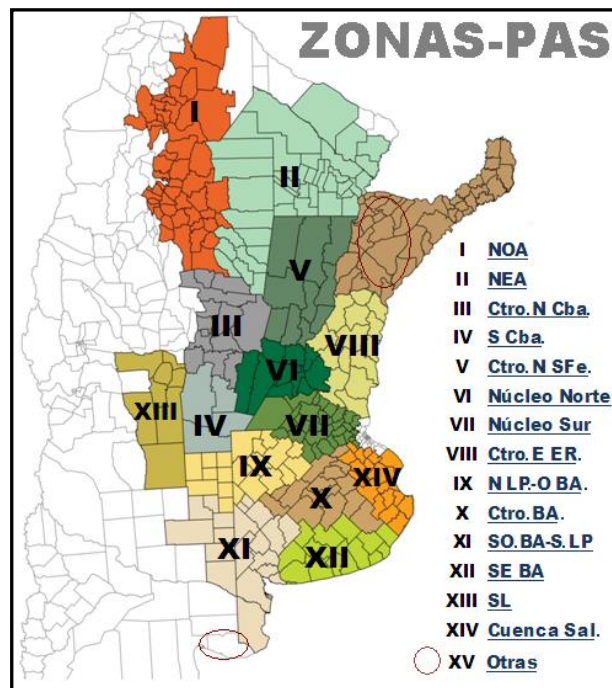 ZONAS-PAS
I
II
V
III
VIII
VI
XIII
IV
VII
IX
XIV
X
XI
XII
I NOA
II NEA
III Ctro.N Cba.
IV S Cba.
V Ctro.N SFe.
VI Núcleo Norte
VII Núcleo Sur
VIII Ctro.E ER.
IX N LP.-O BA.
X Ctro.BA.
XI SO.BA-S.LP
XII SE BA
XIII SL
XIV Cuenca Sal.
XV Otras